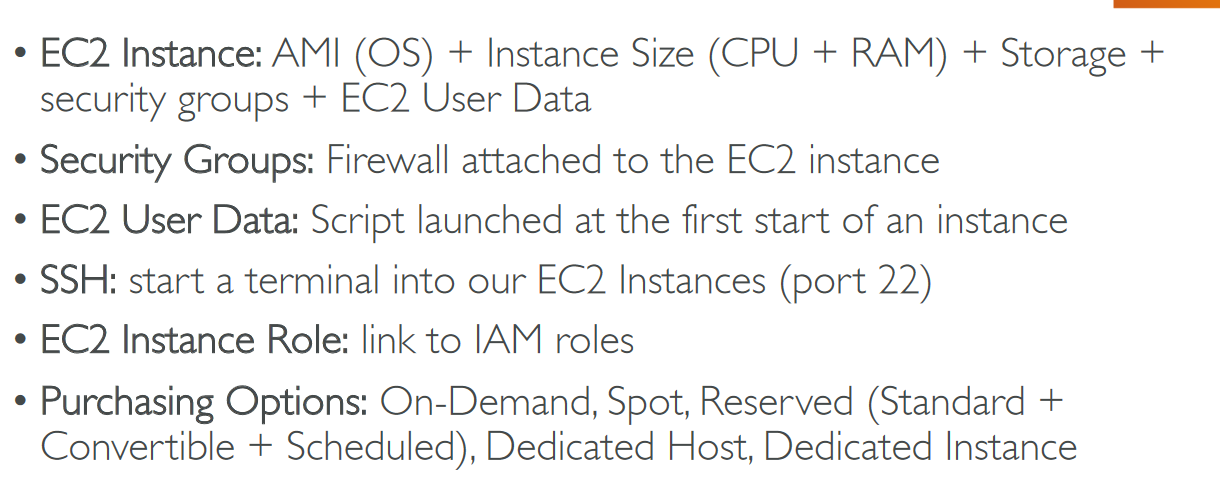 • EC2 Instance: AMI (OS) + Instance Size (CPU + RAM) + Storage +
security groups + EC2 User Data
• Security Groups: Firewall attached to the EC2 instance
• EC2 User Data: Script launched at the first start of an instance
• SSH: start a terminal into our EC2 Instances (port 22)
• EC2 Instance Role: link to IAM roles
• Purchasing Options: On-Demand, Spot, Reserved (Standard +
Convertible + Scheduled), Dedicated Host, Dedicated Instance